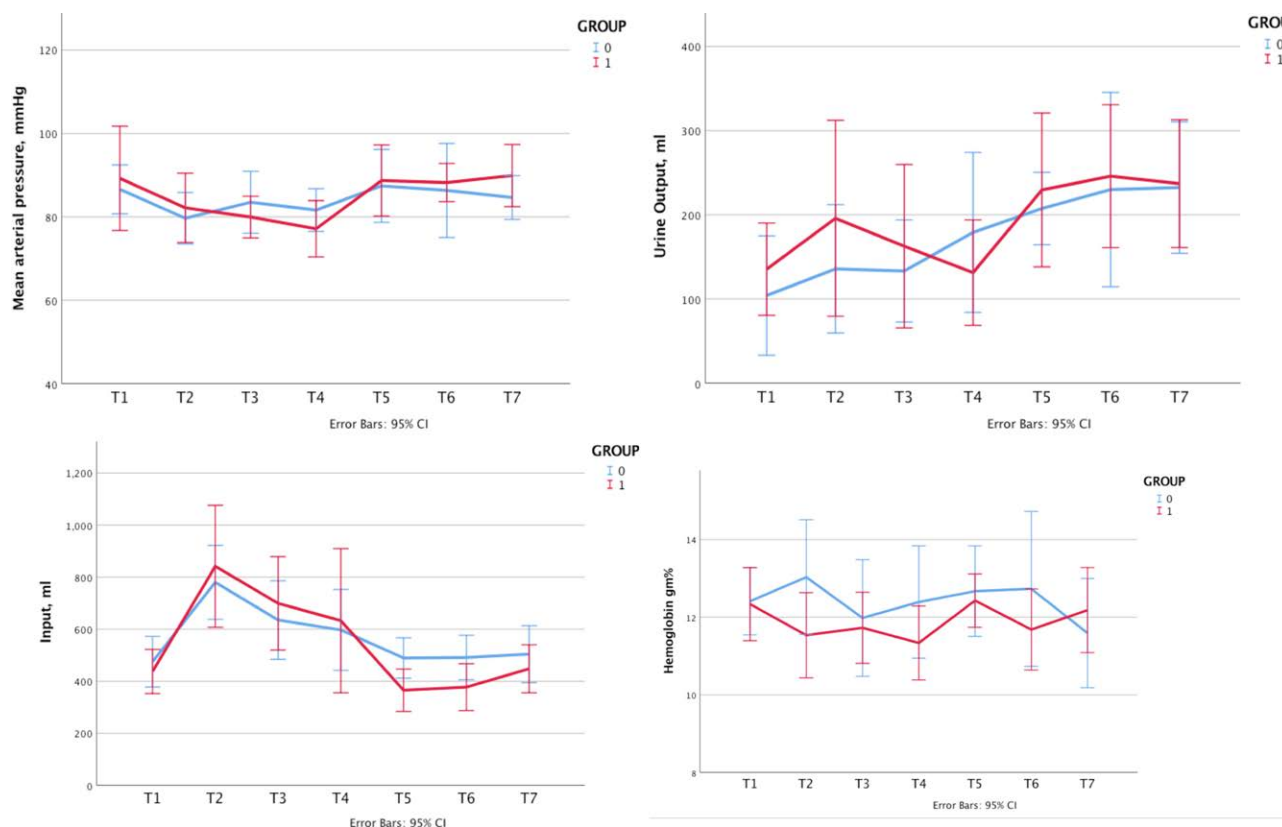 GROUP
0
1
120
100
80
60
40
Mean arterial pressure, mmHg
T1 T2 T3 T4 T5 T6 T7
Error Bars: 95% CI
GROU
0
1
400
300
200
100
0
Urine Output, ml
T1 T2 T3 T4 T5 T6 T7
Error Bars: 95% CI
GROUP
0
1
1,200
1,000
800
600
400
200
0
Input, ml
T1 T2 T3 T4 T5 T6 T7
Error Bars: 95% CI
GROUP
0
1
14
12
10
8
Hemoglobin gm%
T1 T2 T3 T4 T5 T6 T7
Error Bars: 95% CI